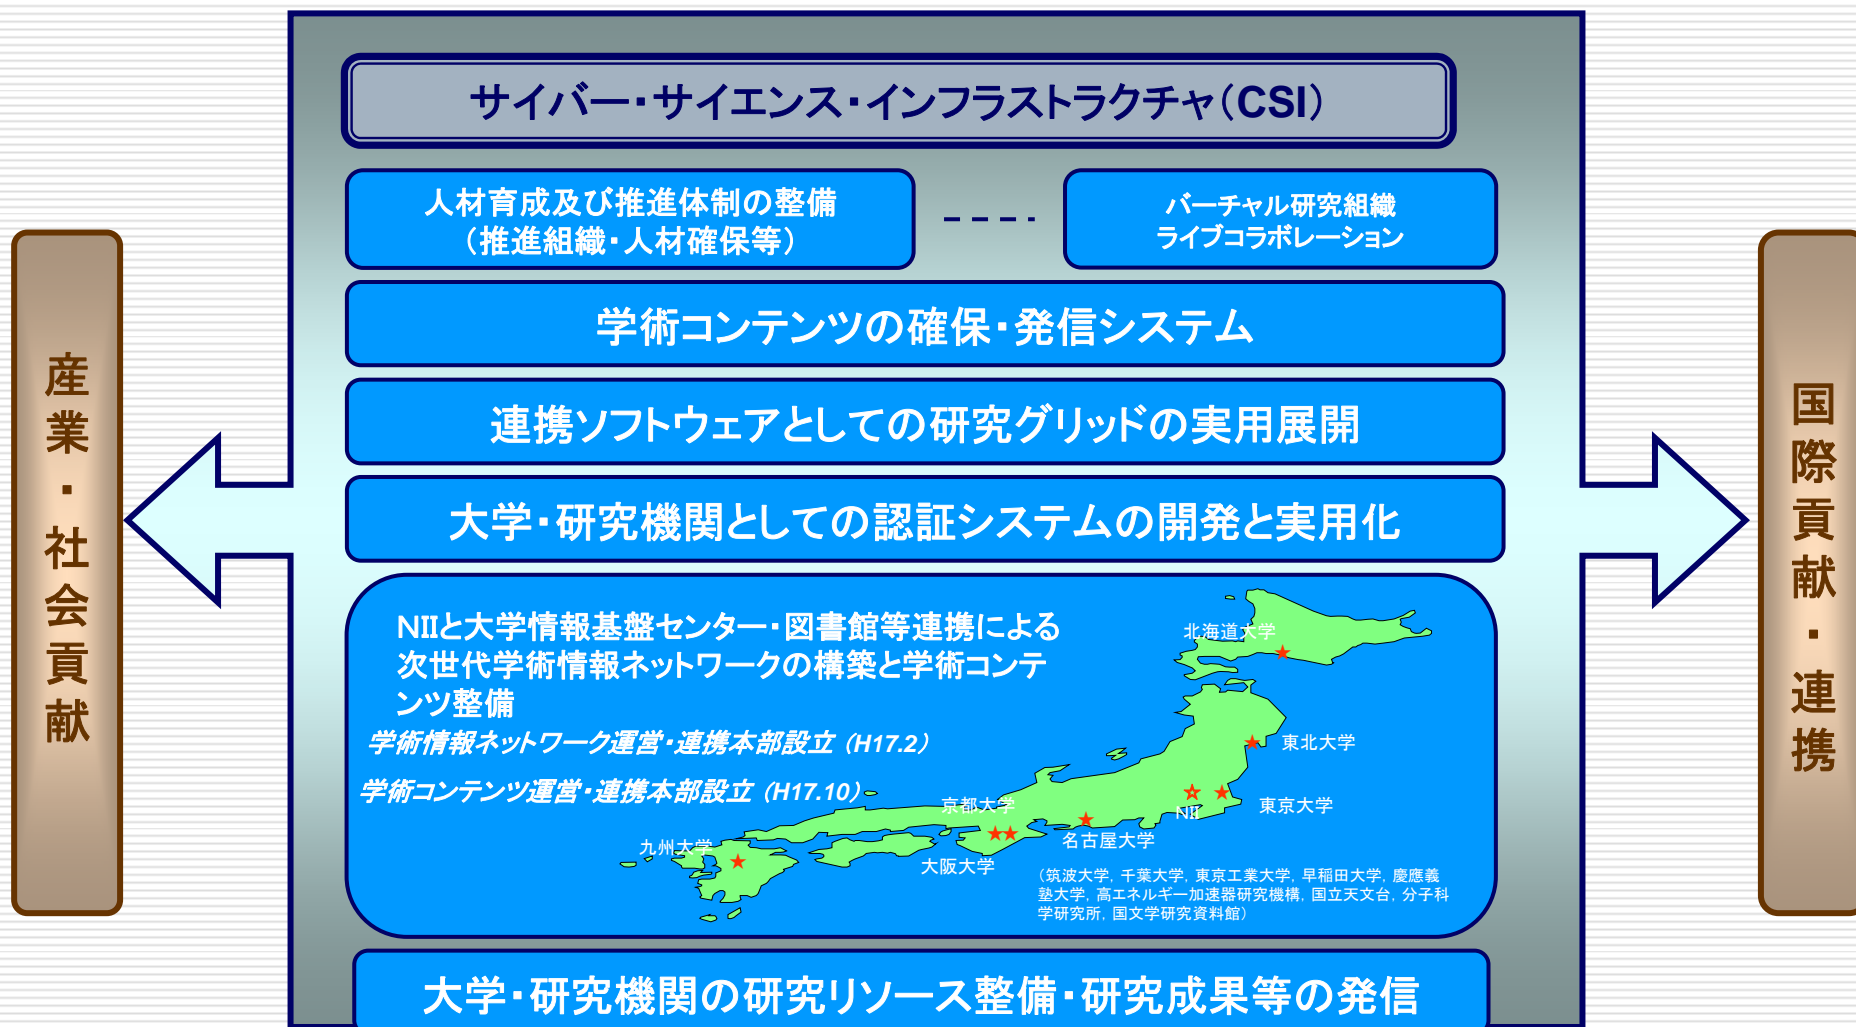 サイバー・サイエンス・インフラストラクチャ（CSI）
人材育成及び推進体制の整備
（推進組織・人材確保等）
バーチャル研究組織
ライブコラボレーション
学術コンテンツの確保・発信システム
連携ソフトウェアとしての研究グリッドの実用展開
大学・研究機関としての認証システムの開発と実用化
産業・社会貢献
国際貢献・連携
NIIと大学情報基盤センター・図書館等連携による
次世代学術情報ネットワークの構築と学術コンテ
ンツ整備
学術情報ネットワーク運営・連携本部設立（H17.2）
学術コンテンツ運営・連携本部設立（H17.10）
北海道大学
東北大学
東京大学
NII
名古屋大学
京都大学
大阪大学
九州大学
（筑波大学, 千葉大学, 東京工業大学, 早稲田大学, 慶應義
塾大学, 高エネルギー加速器研究機構, 国立天文台, 分子科
学研究所, 国文学研究資料館）
大学・研究機関の研究リソース整備・研究成果等の発信